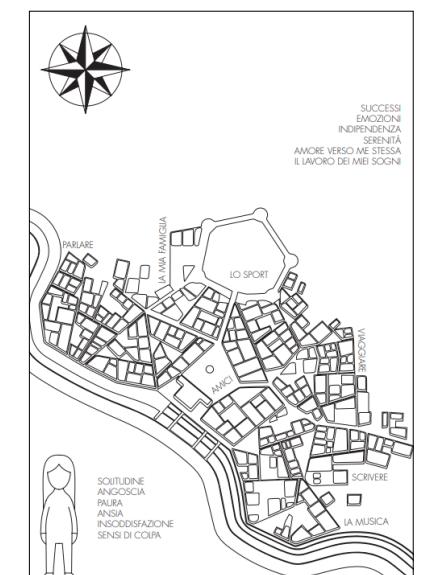 SUCCESSI
EMOZIONI
INDIPENDENZA
SERENITÀ
AMORE VERSO ME STESSA
IL LAVORO DEI MIEI SOGNI
PARLARE
LA MIA FAMIGLIA
LO SPORT
VIAGGIARE
AMICI
SCRIVERE
LA MUSICA
SOLITUDINE
ANGOSCIA
PAURA
ANSIA
INSODDISFAZIONE
SENSI DI COLPA